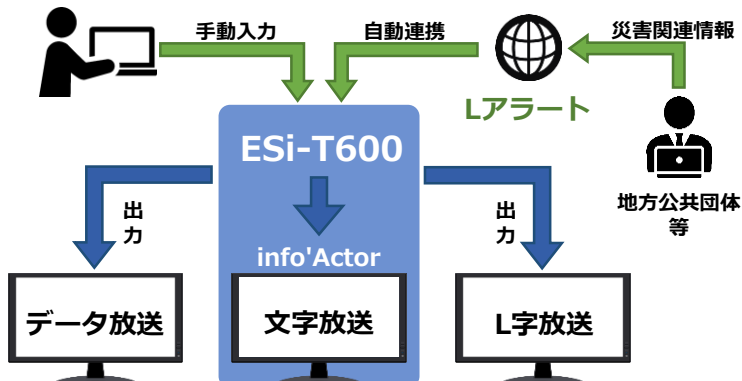 手動入力
自動連携
災害関連情報
Lアラート
ESi-T600
地方公共団体
等
出
力
出
力
info'Actor
データ放送
文字放送
L字放送